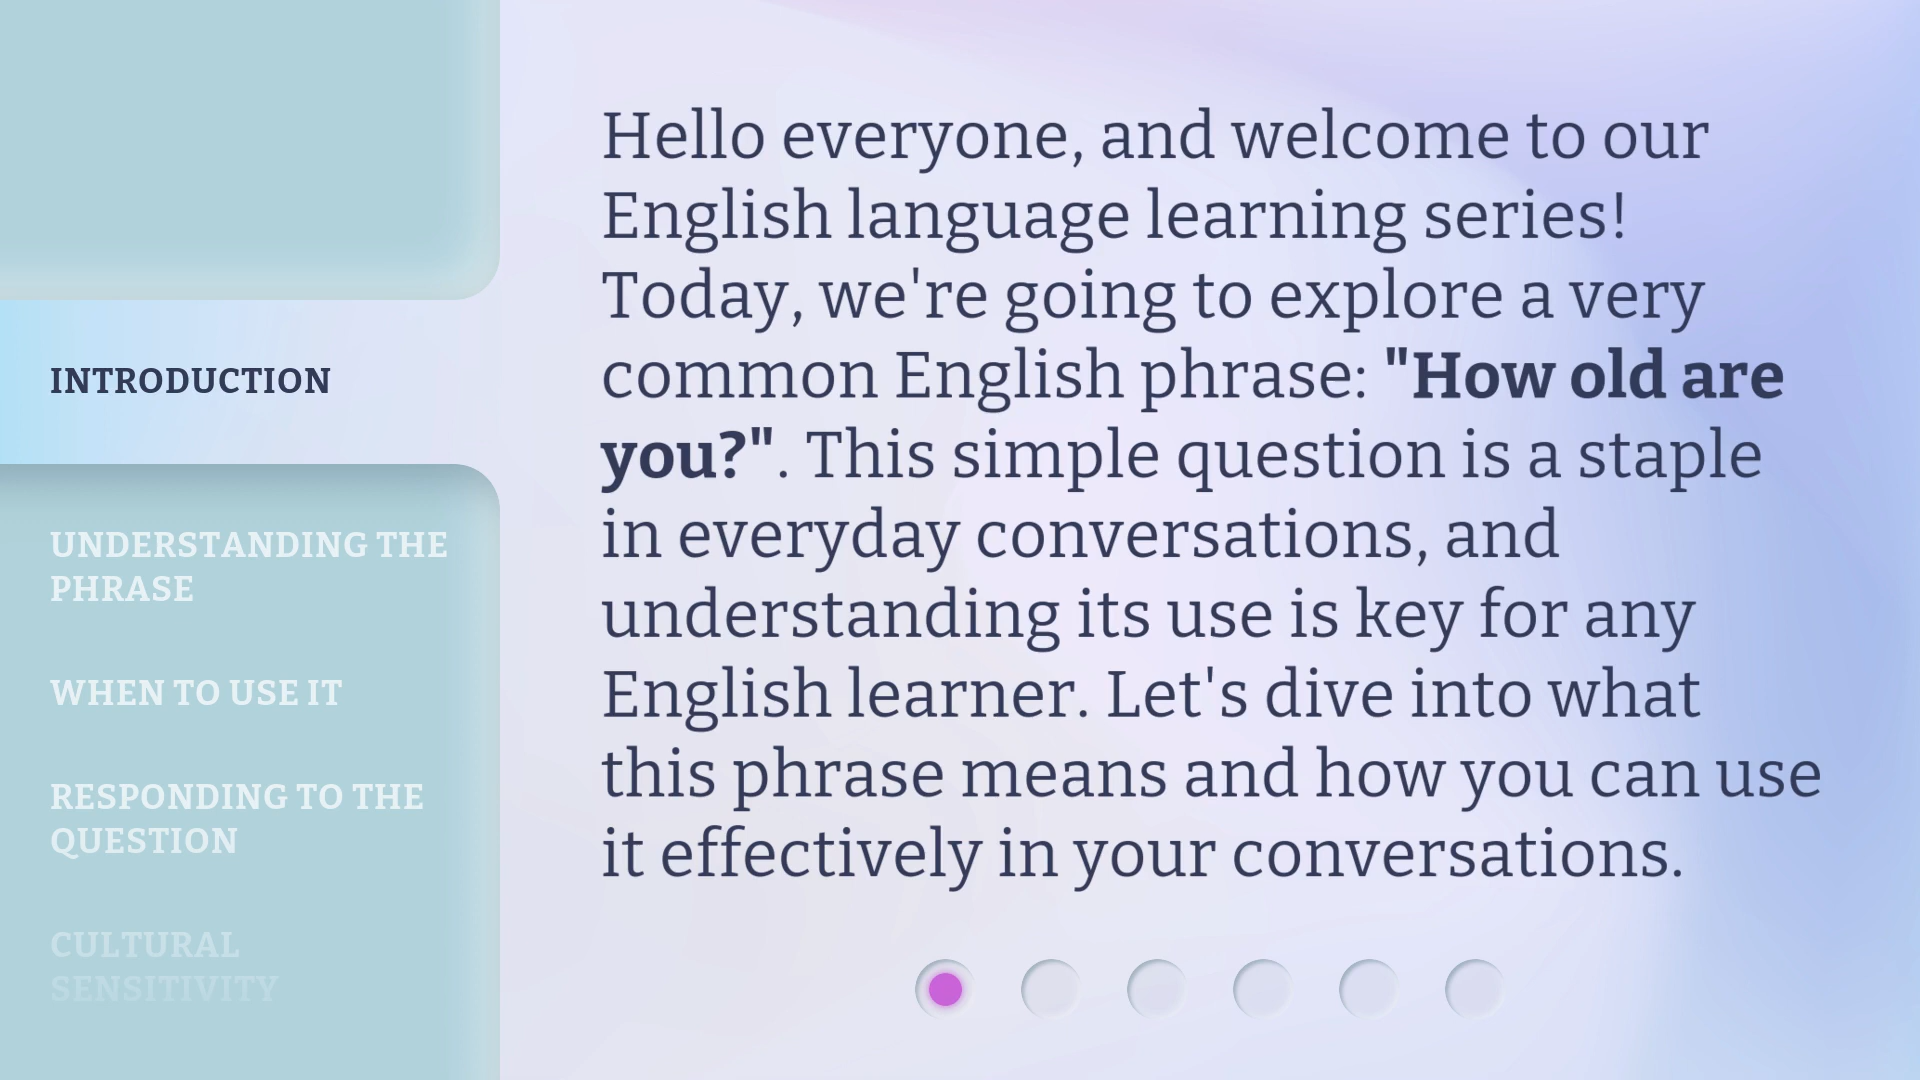 INTRODUCTION
UNDERSTANDING THE
PHRASE
WHEN TO USE IT
RESPONDING TO THE
QUESTION
CULTURAL
SENSITIVITY
Hello everyone, and welcome to our
English language learning series!
Today, we're going to explore a very
common English phrase: "How old are
you?". This simple question is a staple
in everyday conversations, and
understanding its use is key for any
English learner. Let's dive into what
this phrase means and how you can use
it effectively in your conversations.